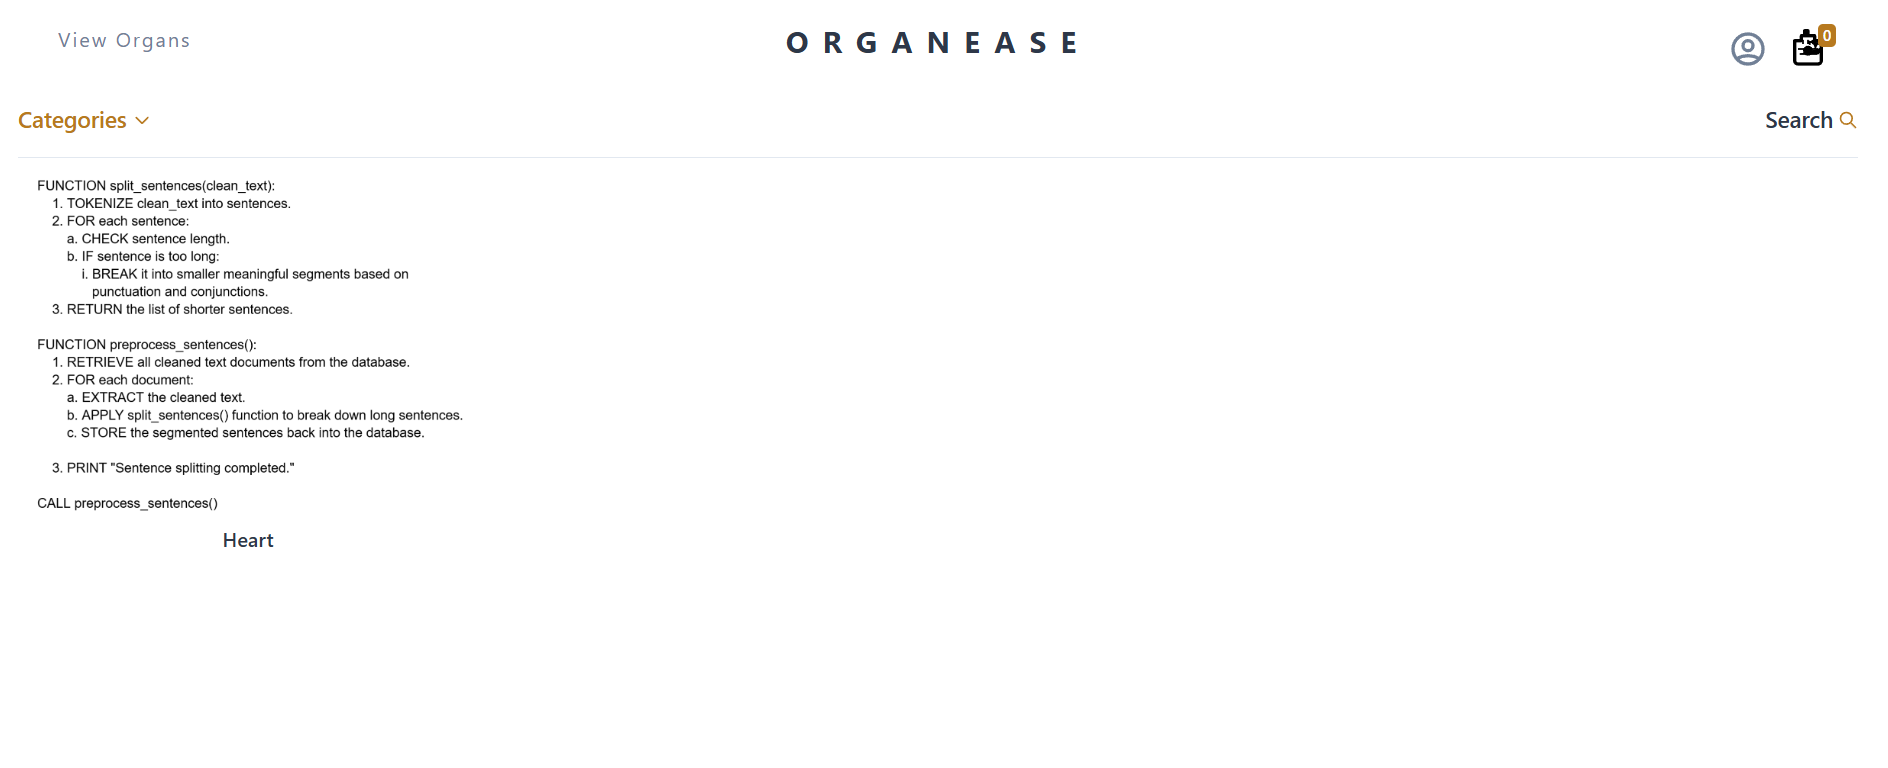 View Organs
ORGANEASE
0
Categories
Search
FUNCTION split_sentences(clean_text):
1. TOKENIZE clean_text into sentences.
2. FOR each sentence:
a. CHECK sentence length.
b. IF sentence is too long:
i. BREAK it into smaller meaningful segments based on
punctuation and conjunctions.
3. RETURN the list of shorter sentences.
FUNCTION preprocess_sentences():
1. RETRIEVE all cleaned text documents from the database.
2. FOR each document:
a. EXTRACT the cleaned text.
b. APPLY split_sentences() function to break down long sentences.
c. STORE the segmented sentences back into the database.
3. PRINT "Sentence splitting completed."
CALL preprocess_sentences()
Heart